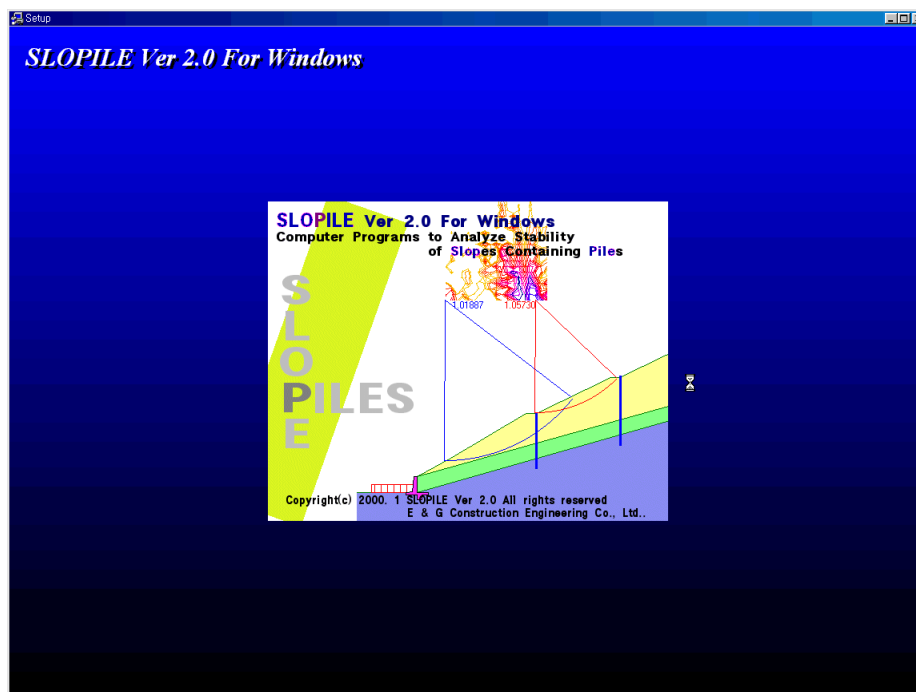 Setup
SLOPILE Ver 2.0 For Windows
SLOPILE Ver 2.0 For Windows
Computer Programs to Analyze Stability
of Slopes Containing Piles
1.01887 1.05730
SLOPE
PILES
Copyright(c) 2000. 1 SLOPILE Ver 2.0 All rights reserved
E & G Construction Engineering Co., Ltd..